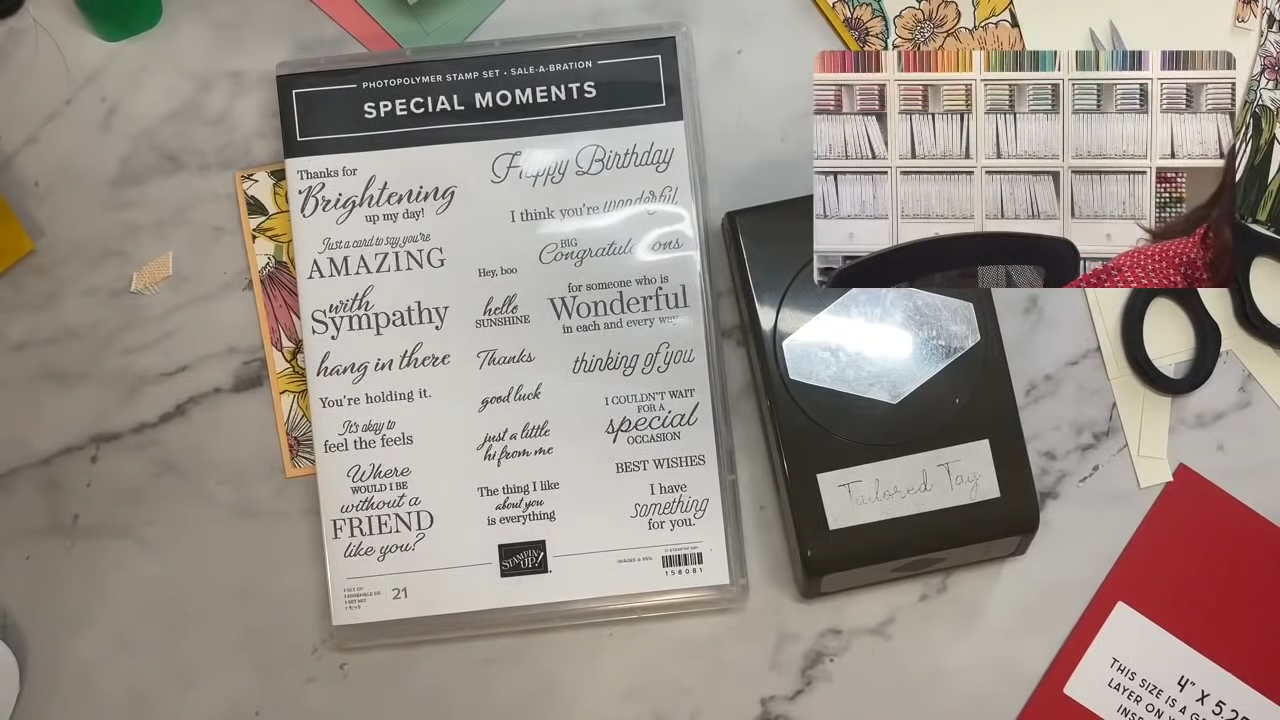 PHOTOPOLYMER STAMP SET • SALE-A-BRATION
SPECIAL MOMENTS
Thanks for
Brightening
up my day!
Just a card to say you're
AMAZING
with
Sympathy
hang in there
You're holding it.
It's okay to
feel the feels
Where
WOULD I BE
without a
FRIEND
like you?
Hey, boo
hello
SUNSHINE
Thanks
good luck
just a little
hi from me
The thing I like
about you
is everything
Happy Birthday
I think you're wonderful
BIG
Congratulations
for someone who is
Wonderful
in each and every way
thinking of you
I COULDN'T WAIT
FOR A
special
OCCASION
BEST WISHES
I have
something
for you.
STAMPIN' UP!
21
158081
Tailored Tag
4" X 5.25
THIS SIZE IS A
LAYER ON